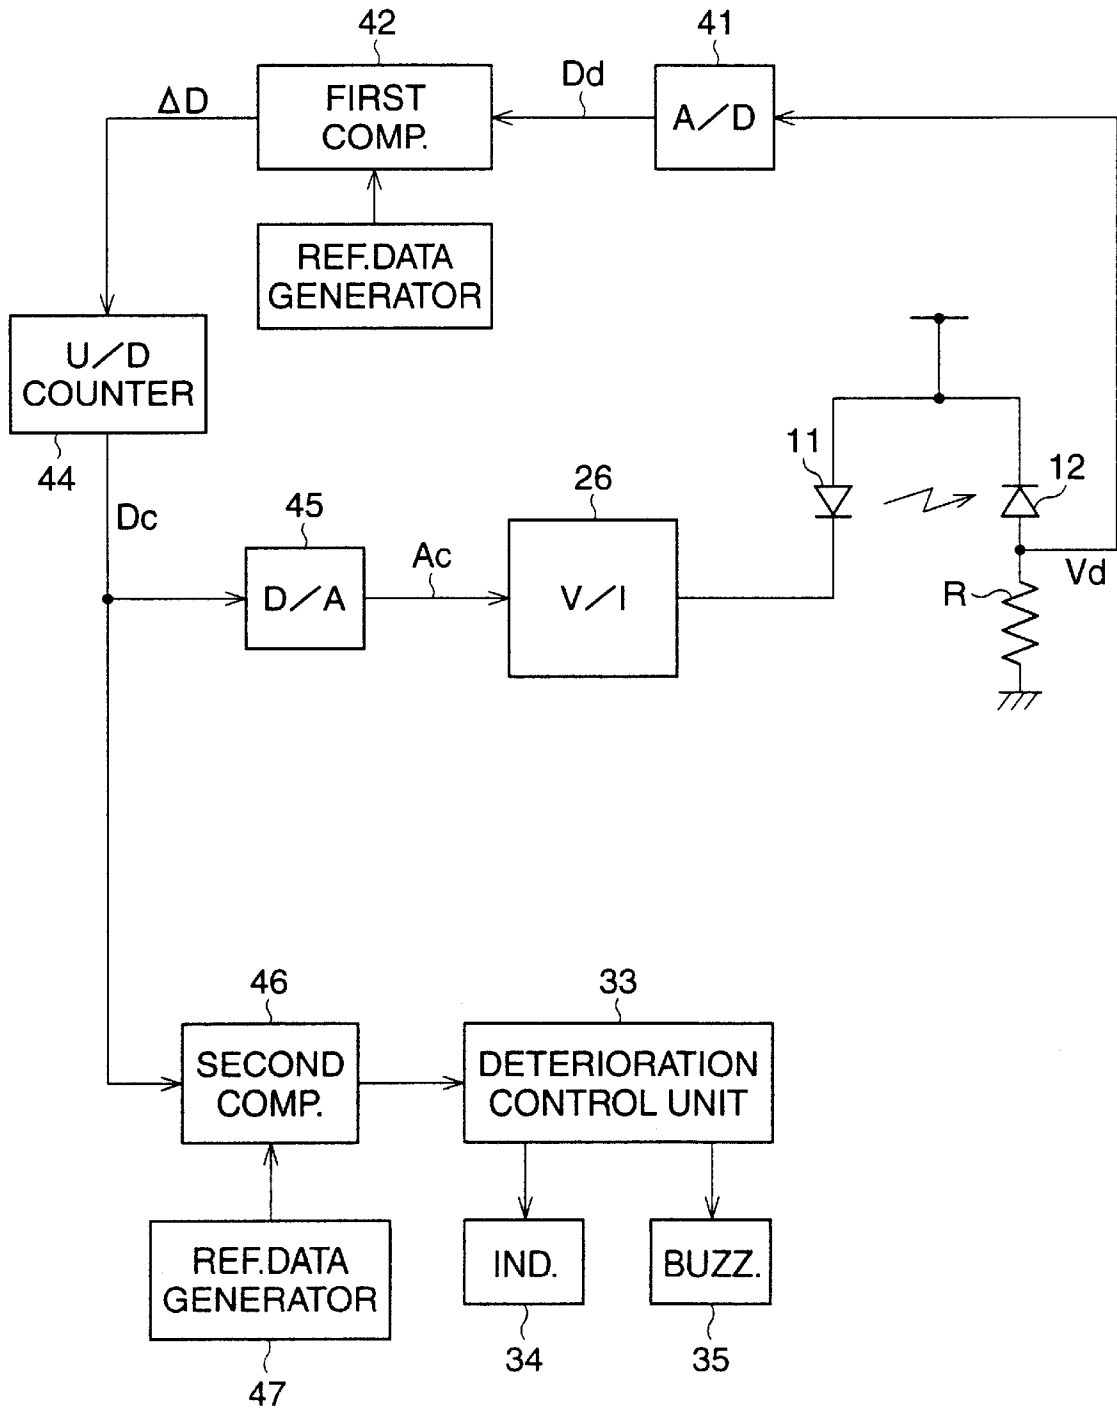 42
41
ΔD
FIRST
COMP.
Dd
A/D
REF.DATA
GENERATOR
U/D
COUNTER
44
11
12
Dc
45
26
D/A
Ac
V/I
R
Vd
46
33
SECOND
COMP.
DETERIORATION
CONTROL UNIT
REF.DATA
GENERATOR
IND.
BUZZ.
47
34
35